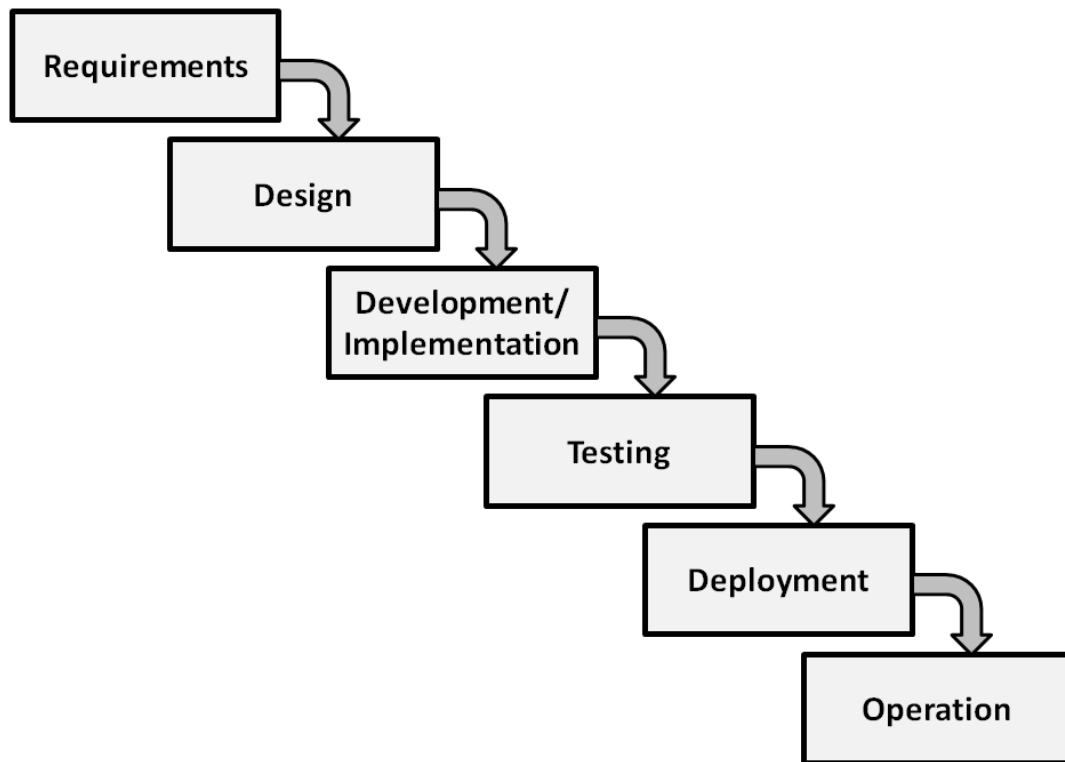 Requirements
Design
Development/
Implementation
Testing
Deployment
Operation